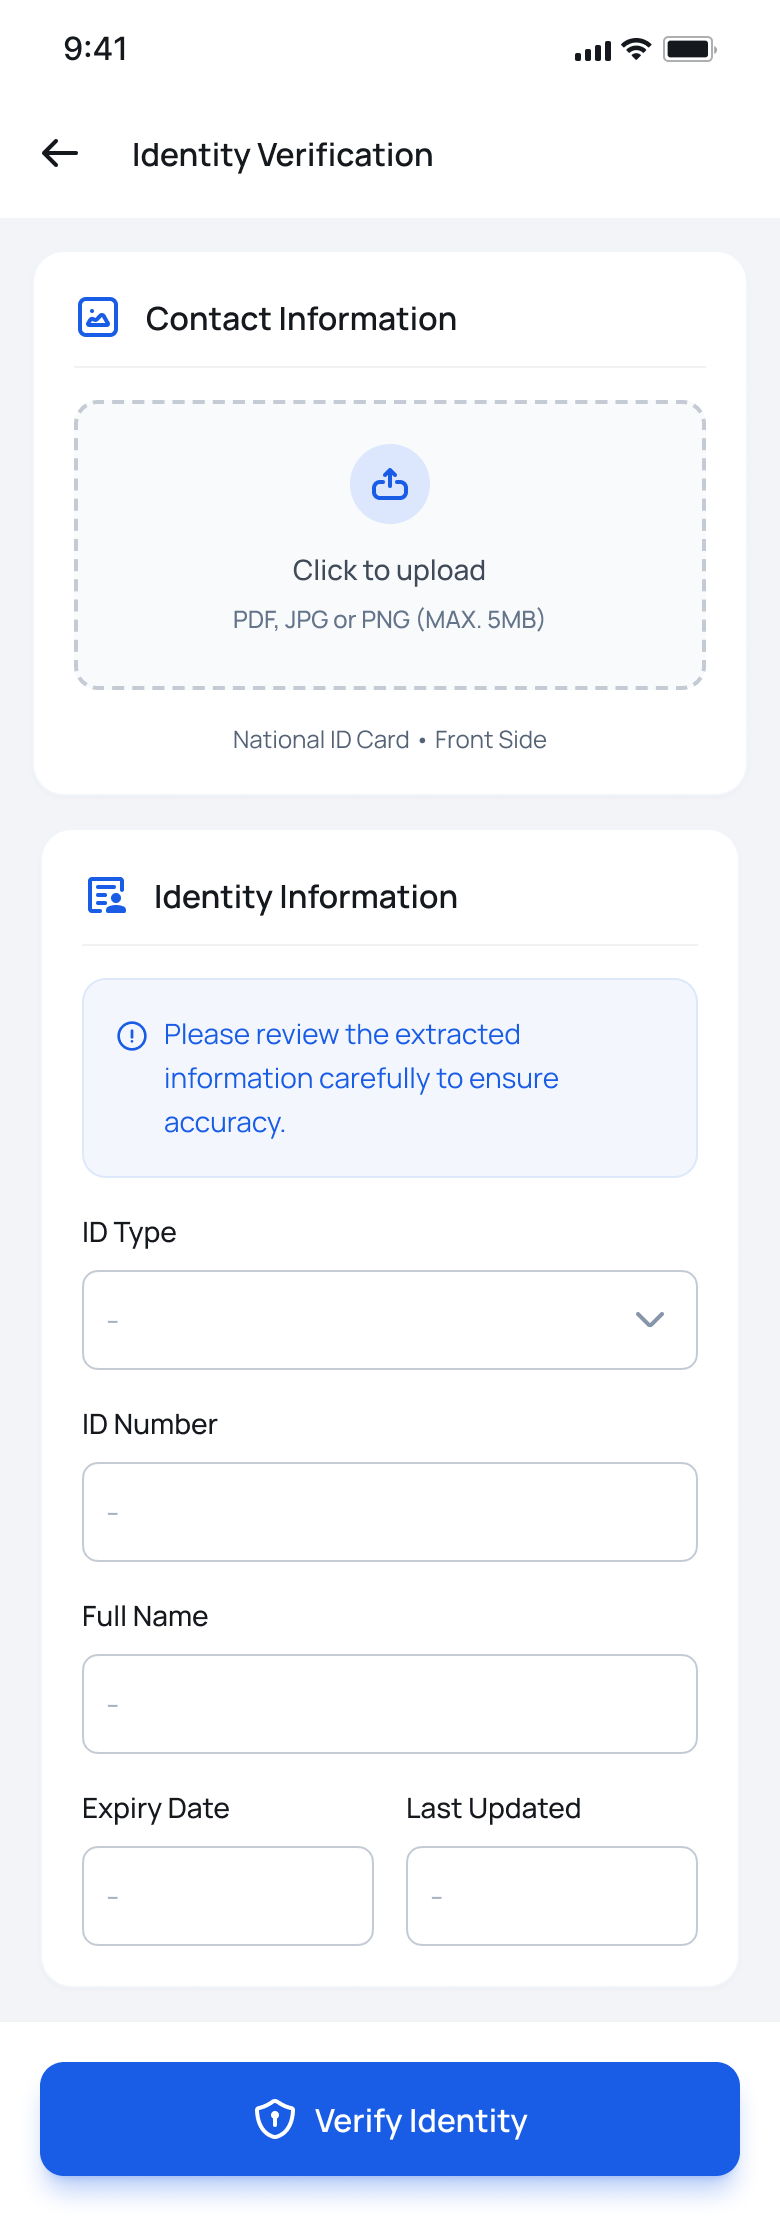 9:41
Identity Verification
Contact Information
Click to upload
PDF, JPG or PNG (MAX. 5MB)
National ID Card • Front Side
Identity Information
Please review the extracted
information carefully to ensure
accuracy.
ID Type
–
ID Number
–
Full Name
–
Expiry Date Last Updated
– –
Verify Identity